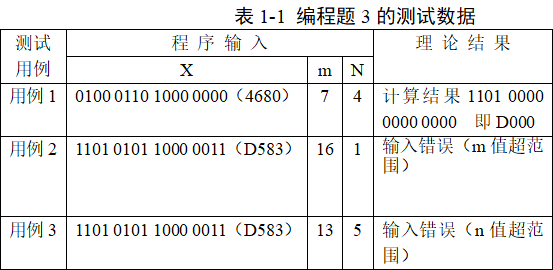 表 1-1 编程题 3 的测试数据
测试用例 程 序 输 入 理 论 结 果
X m N
用例 1 0100 0110 1000 0000（4680） 7 4 计算结果 1101 0000
0000 0000 即 D000
用例 2 1101 0101 1000 0011（D583） 16 1 输入错误（m 值超范
围）
用例 3 1101 0101 1000 0011（D583） 13 5 输入错误（n 值超范
围）